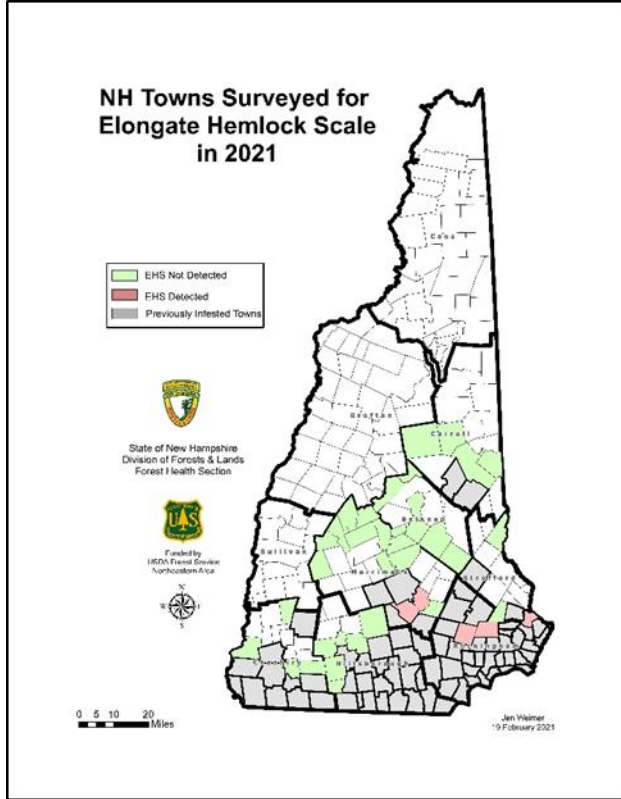 NH Towns Surveyed for
Elongate Hemlock Scale
in 2021
Coos
EHS Not Detected
EHS Detected
Previously Infested Towns
Grafton
Carroll
State of New Hampshire
Division of Forests & Lands
Forest Health Section
Belknap
U S
Sullivan
Merrimack
Strafford
Funded by
USDA Forest Service
Northeastern Area
N
W E
S
Cheshire
Hillsborough
Rockingham
0 5 10 20
Miles
Jen Weimer
19 February 2021